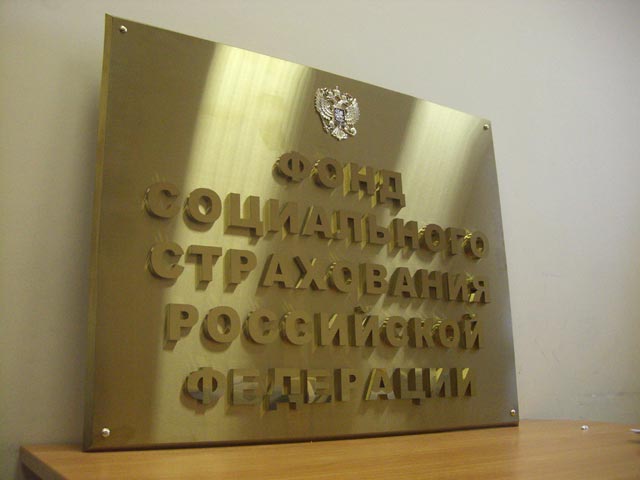 ФОНД
СОЦИАЛЬНОГО
СТРАХОВАНИЯ
РОССИЙСКОЙ
ФЕДЕРАЦИИ